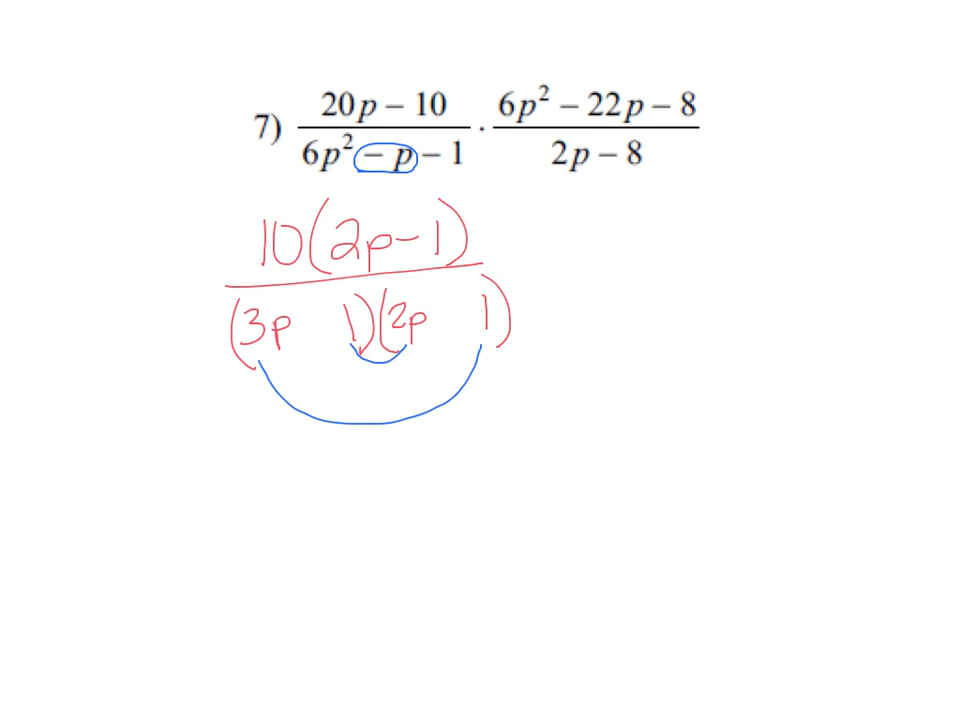 7) 20p − 10 / 6p² − p − 1 · 6p² − 22p − 8 / 2p − 8
10(2p−1)
(3p 1)(2p 1)